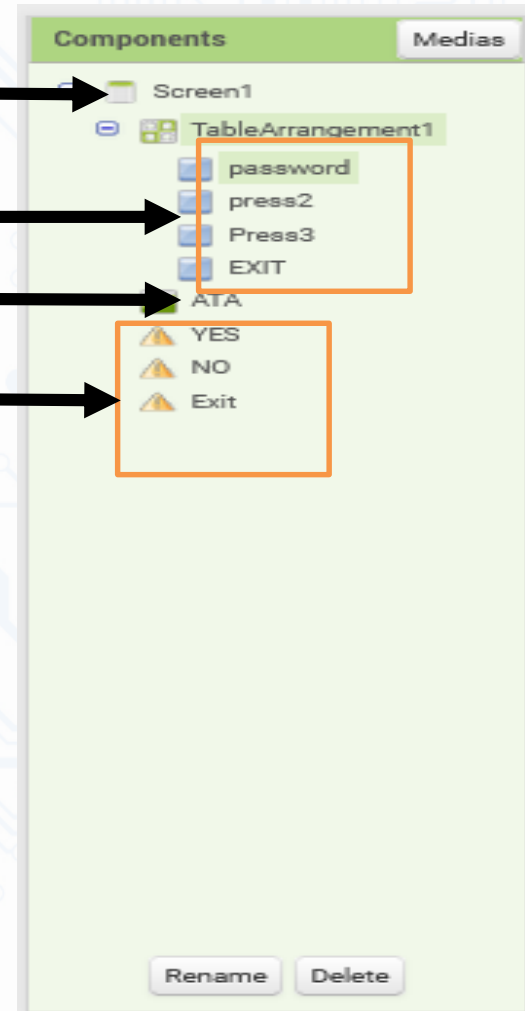 Components Medias
Screen1
TableArrangement1
password
press2
Press3
EXIT
ATA
YES
NO
Exit
Rename Delete